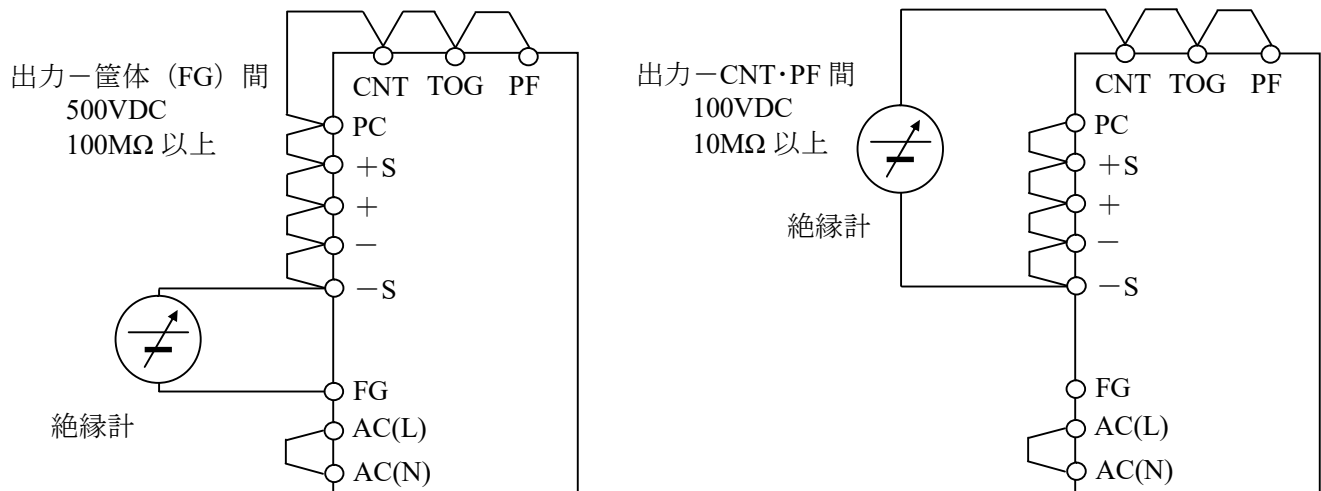 出力－筐体（FG）間
500VDC
100MΩ 以上
CNT TOG PF
PC
＋S
＋
－
－S
FG
AC(L)
AC(N)
絶縁計
出力－CNT･PF 間
100VDC
10MΩ 以上
絶縁計
CNT TOG PF
PC
＋S
＋
－
－S
FG
AC(L)
AC(N)